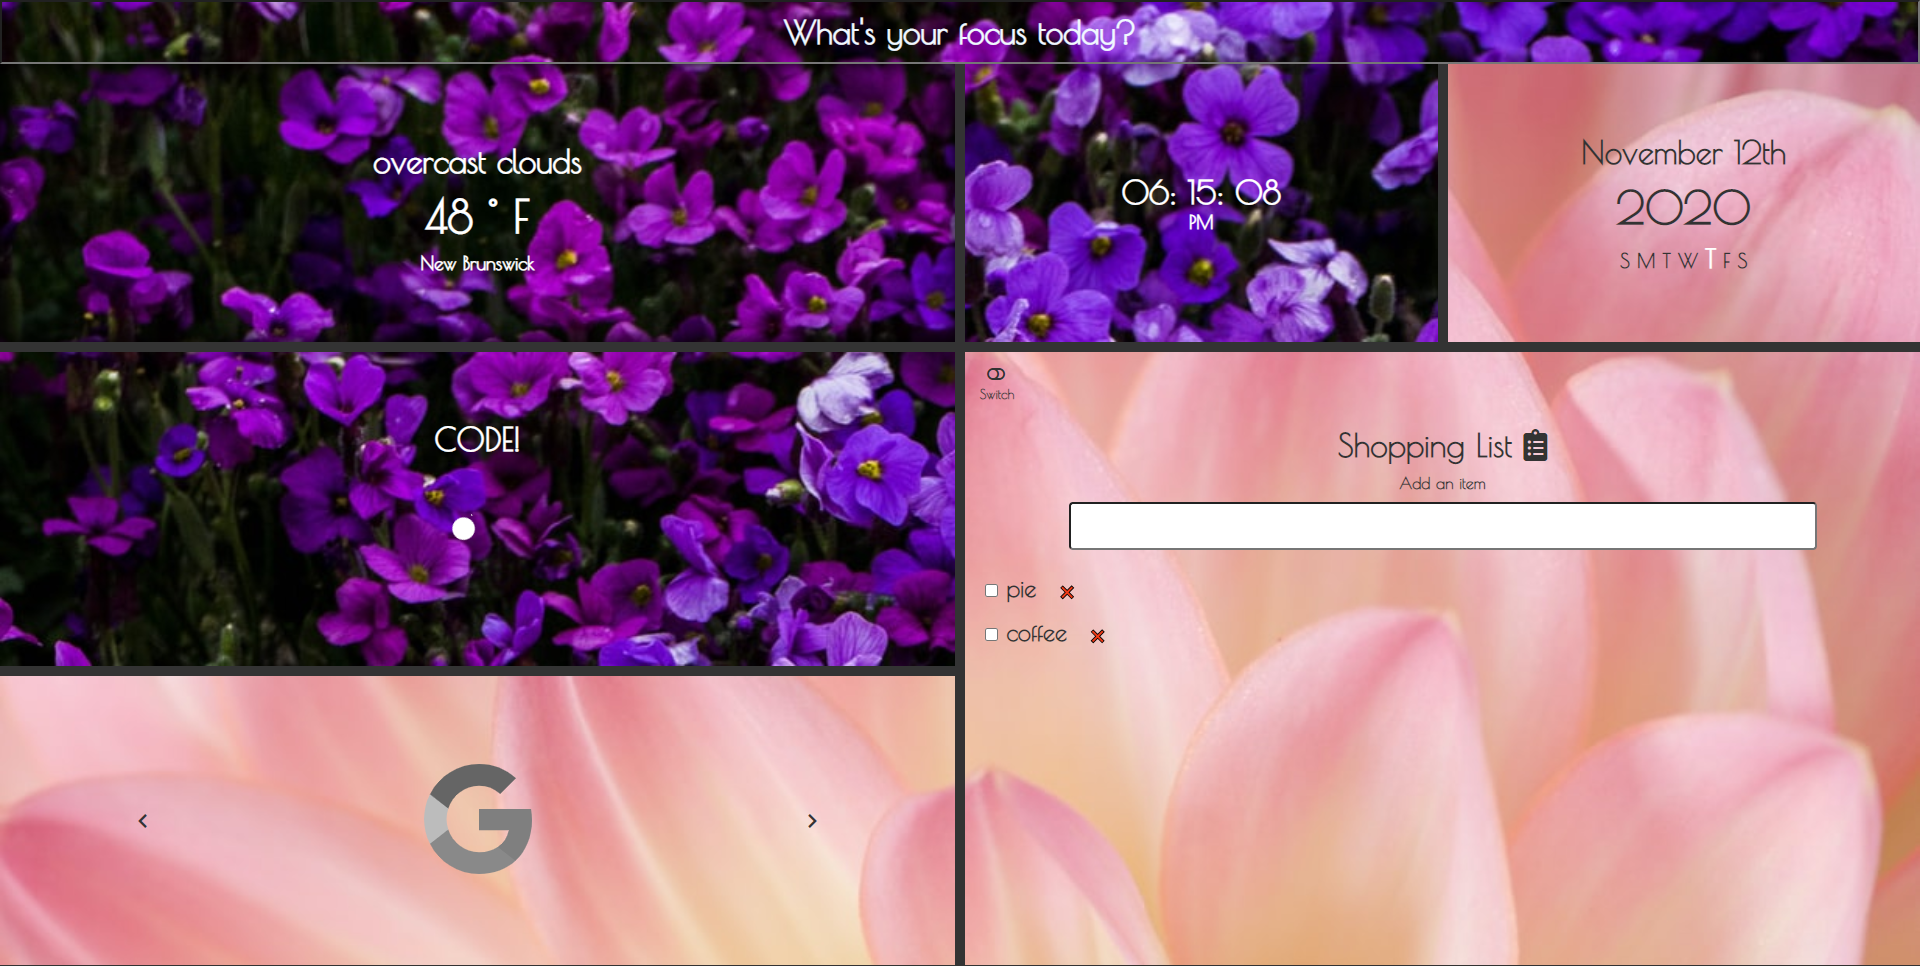 What's your focus today?
overcast clouds
48 ° F
New Brunswick
06: 15: 08
PM
November 12th
2020
S M T W T F S
CODE!
Switch
Shopping List
Add an item
pie
coffee
G